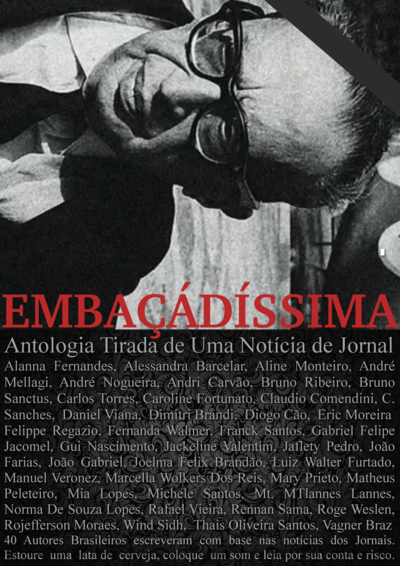 EMBAÇÁDÍSSIMA
Antologia Tirada de Uma Notícia de Jornal
Alanna Fernandes, Alessandra Barcelar, Aline Monteiro, André
Mellagi, André Nogueira, Andri Carvão, Bruno Ribeiro, Bruno
Sanctus, Carlos Torres, Caroline Fortunato, Claudio Comendini, C.
Sanches, Daniel Viana, Dimitri Brandi, Diogo Cão, Eric Moreira
Felippe Regazio, Fernanda Walmer, Franck Santos, Gabriel Felipe
Jacomel, Gui Nascimento, Jackeline Valentim, Jaflety Pedro, João
Farias, João Gabriel, Joelma Felix Brandão, Luiz Walter Furtado,
Manuel Veronez, Marcella Wolkers Dos Reis, Mary Prieto, Matheus
Peleteiro, Mia Lopes, Michele Santos, Mt. MTlannes Lannes,
Norma De Souza Lopes, Rafael Vieira, Rennan Sama, Roge Weslen,
Rojefferson Moraes, Wind Sidh, Thais Oliveira Santos, Vagner Braz
40 Autores Brasileiros escreveram com base nas notícias dos Jornais.
Estoure uma lata de cerveja, coloque um som e leia por sua conta e risco.